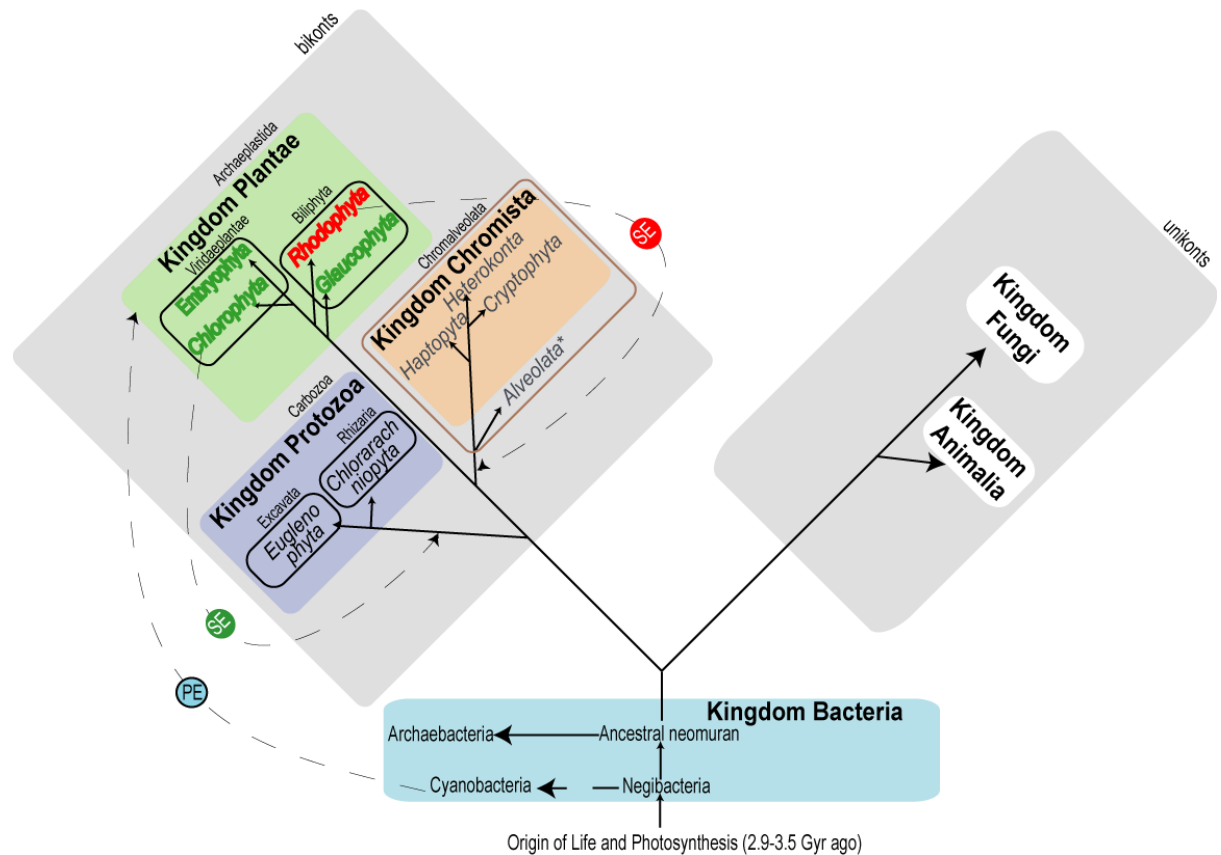 bikonts
Archaeplastida
Kingdom Plantae
Viridaeplantae
Embryophyta
Chlorophyta
Biliphyta
Rhodophyta
Glaucophyta
SE
Chromalveolata
Kingdom Chromista
Heterokonta
Cryptophyta
Haptopyta
Alveolata*
unikonts
Kingdom
Fungi
Kingdom
Animalia
Carbozoa
Kingdom Protozoa
Rhizaria
Chlorarach
niopyta
Excavata
Eugleno
phyta
SE
PE
Kingdom Bacteria
Archaebacteria
Ancestral neomuran
Cyanobacteria
Negibacteria
Origin of Life and Photosynthesis (2.9-3.5 Gyr ago)